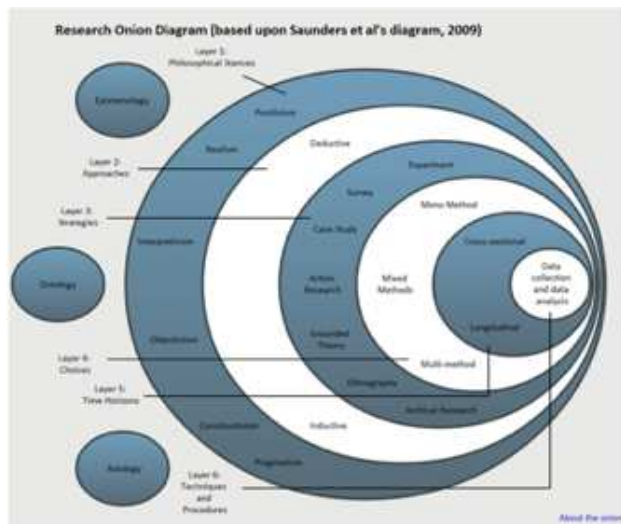 Research Onion Diagram (based upon Saunders et al's diagram, 2009)
Layer 1:
Philosophical Stances
Epistemology
Positivism
Realism
Deductive
Layer 2:
Approaches
Experiment
Survey
Mono Method
Layer 3:
Strategies
Case Study
Interpretivism
Cross-sectional
Ontology
Action
Research
Mixed
Methods
Data
collection
and data
analysis
Grounded
Theory
Longitudinal
Objectivism
Layer 4:
Choices
Multi-method
Layer 5:
Time Horizons
Ethnography
Archival Research
Constructionism
Inductive
Axiology
Pragmatism
Layer 6:
Techniques
and
Procedures
About the onion